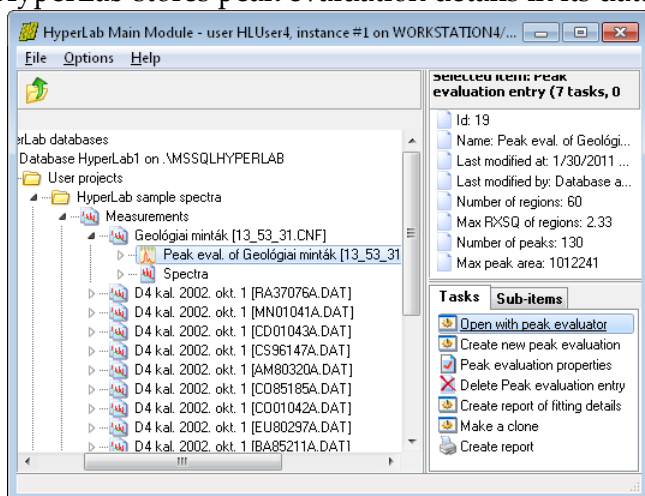 HyperLab stores peak evaluation details in its data
HyperLab Main Module - user HLUser4, instance #1 on WORKSTATION4/...
File Options Help
erLab databases
Database HyperLab1 on .\MSSQLHYPERLAB
User projects
HyperLab sample spectra
Measurements
Geológiai minták [13_53_31.CNF]
Peak eval. of Geológiai minták [13_53_31
Spectra
D4 kal. 2002. okt. 1 [RA37076A.DAT]
D4 kal. 2002. okt. 1 [MN01041A.DAT]
D4 kal. 2002. okt. 1 [CD01043A.DAT]
D4 kal. 2002. okt. 1 [CS96147A.DAT]
D4 kal. 2002. okt. 1 [AM80320A.DAT]
D4 kal. 2002. okt. 1 [CO85185A.DAT]
D4 kal. 2002. okt. 1 [CO01042A.DAT]
D4 kal. 2002. okt. 1 [EU80297A.DAT]
D4 kal. 2002. okt. 1 [BA85211A.DAT]
Selected item: Peak
evaluation entry (7 tasks, 0
Id: 19
Name: Peak eval. of Geológi...
Last modified at: 1/30/2011 ...
Last modified by: Database a...
Number of regions: 60
Max RXSQ of regions: 2.33
Number of peaks: 130
Max peak area: 1012241
Tasks Sub-items
Open with peak evaluator
Create new peak evaluation
Peak evaluation properties
Delete Peak evaluation entry
Create report of fitting details
Make a clone
Create report